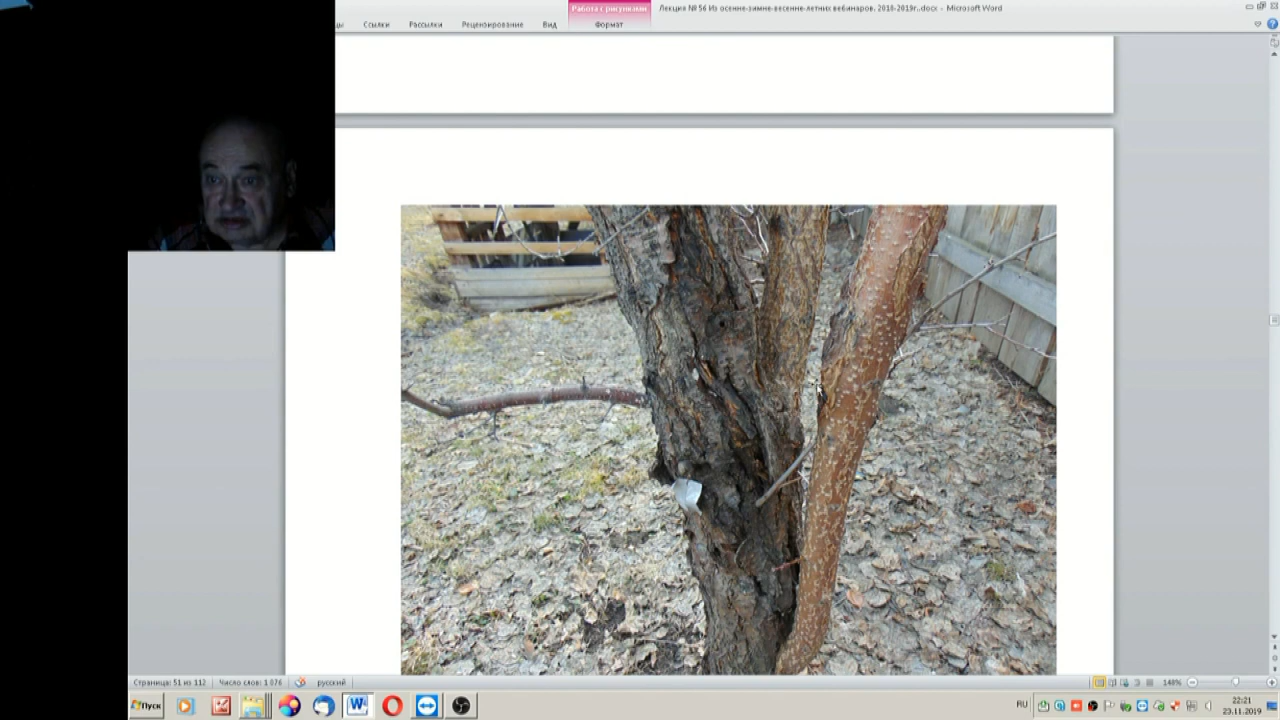 Работа с рисунками
Лекция № 56 Из осенне-зимне-весенне-летних вебинаров. 2018-2019г..docx - Microsoft Word
Ссылки Рассылки Рецензирование Вид Формат
Страница: 51 из 112 Число слов: 1 076 русский 148%
Пуск RU 22:21
23.11.2019